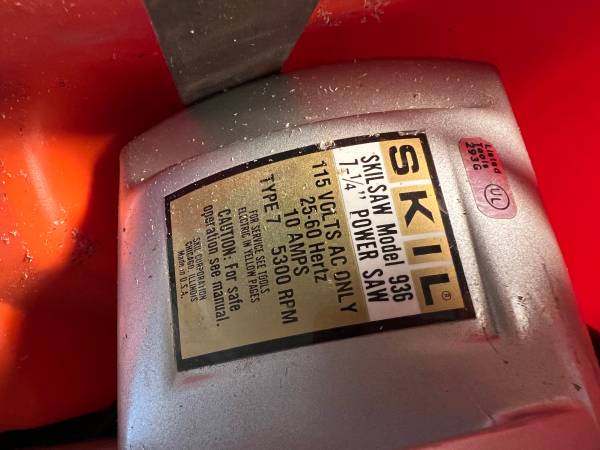 SKIL®
SKILSAW Model 936
7-¼" POWER SAW
115 VOLTS AC ONLY
25-60 Hertz
10 AMPS
TYPE 7 5300 RPM
FOR SERVICE SEE TOOLS
ELECTRIC IN YELLOW PAGES
CAUTION: For safe
operation see manual.
SKIL CORPORATION
CHICAGO, ILLINOIS
Made in U.S.A.
Listed
Tools
293G
UL